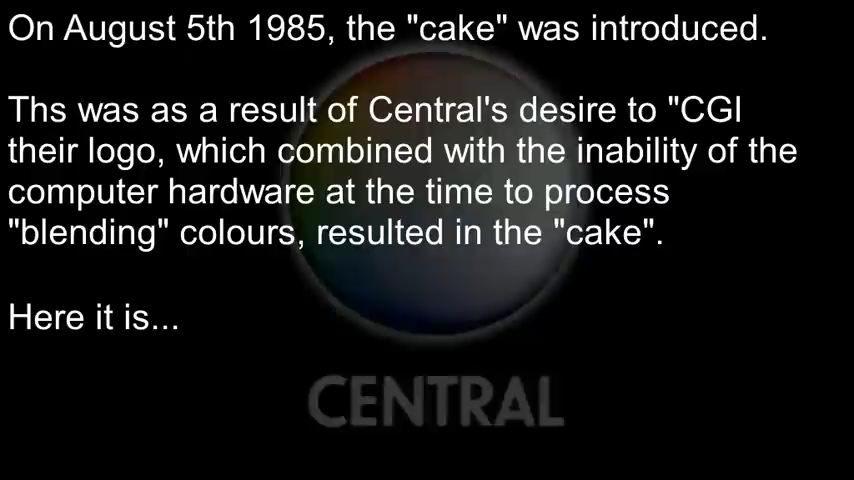 On August 5th 1985, the "cake" was introduced.
Ths was as a result of Central's desire to "CGI
their logo, which combined with the inability of the
computer hardware at the time to process
"blending" colours, resulted in the "cake".
Here it is...
CENTRAL